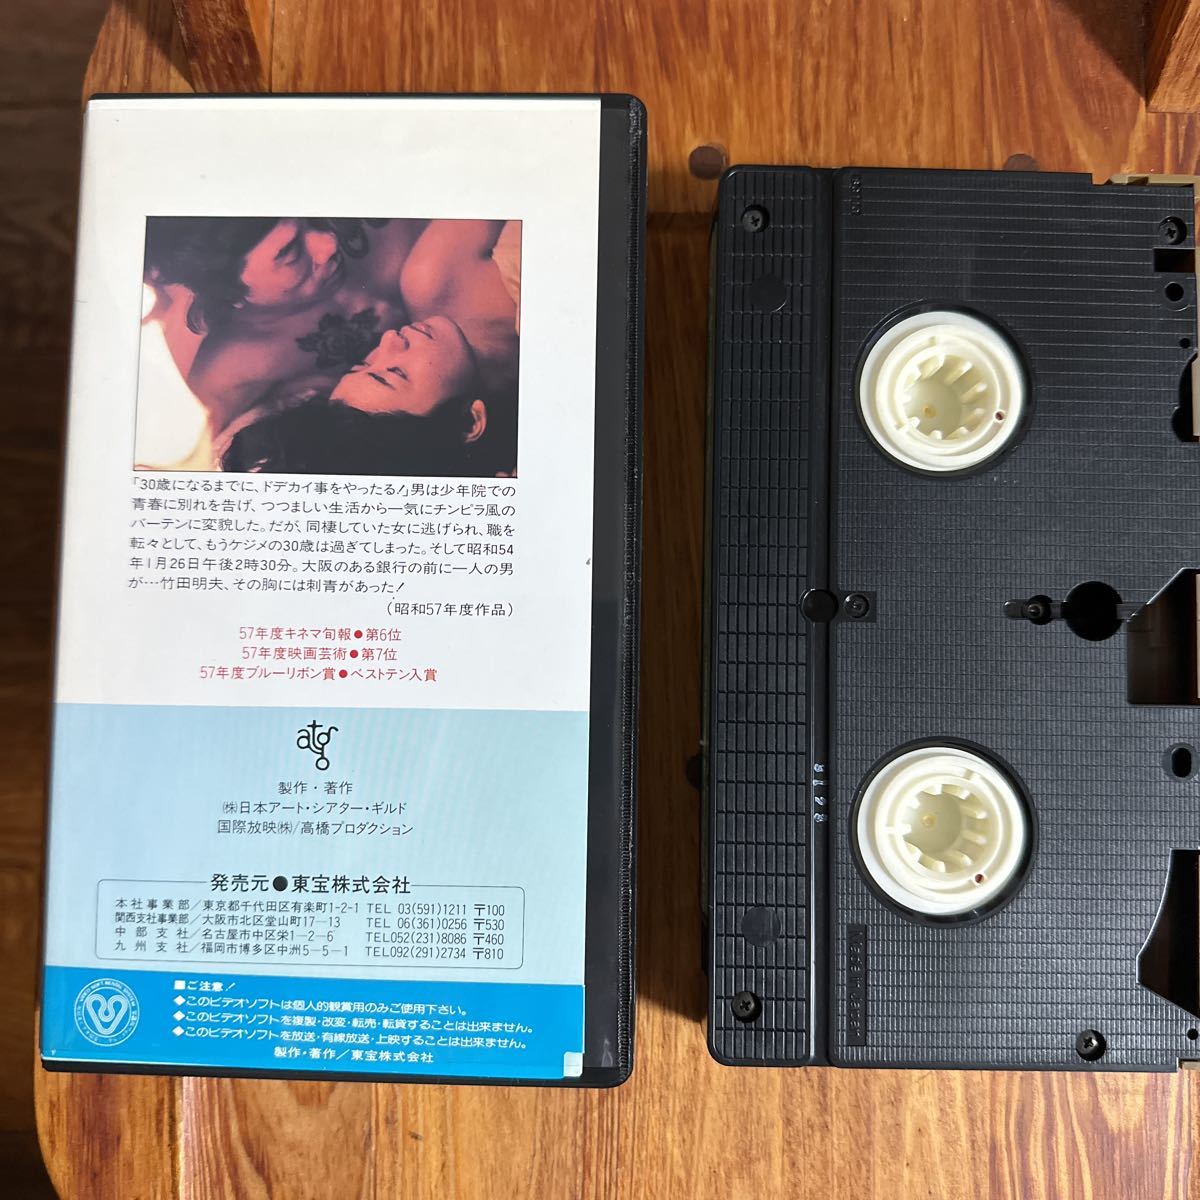 「30歳になるまでに、ドデカイ事をやったる!」男は少年院での
青春に別れを告げ、つつましい生活から一気にチンピラ風の
バーテンに変貌した。だが、同棲していた女に逃げられ、職を
転々として、もうケジメの30歳は過ぎてしまった。そして昭和54
年1月26日午後2時30分。大阪のある銀行の前に一人の男
が…竹田明夫、その胸には刺青があった!
(昭和57年度作品)
57年度キネマ旬報●第6位
57年度映画芸術●第7位
57年度ブルーリボン賞●ベストテン入賞
atg
製作・著作
㈱日本アート・シアター・ギルド
国際放映㈱/高橋プロダクション
発売元●東宝株式会社
本社事業部/東京都千代田区有楽町1-2-1 TEL 03(591)1211 〒100
関西支社事業部/大阪市北区堂山町17-13 TEL 06(361)0256 〒530
中部支社/名古屋市中区栄1-2-6 TEL052(231)8086 〒460
九州支社/福岡市博多区中洲5-5-1 TEL092(291)2734 〒810
■ご注意!
◆このビデオソフトは個人的観賞用のみご使用下さい。
◆このビデオソフトを複製・改変・転売・転貸することは出来ません。
◆このビデオソフトを放送・有線放送・上映することは出来ません。
製作・著作/東宝株式会社